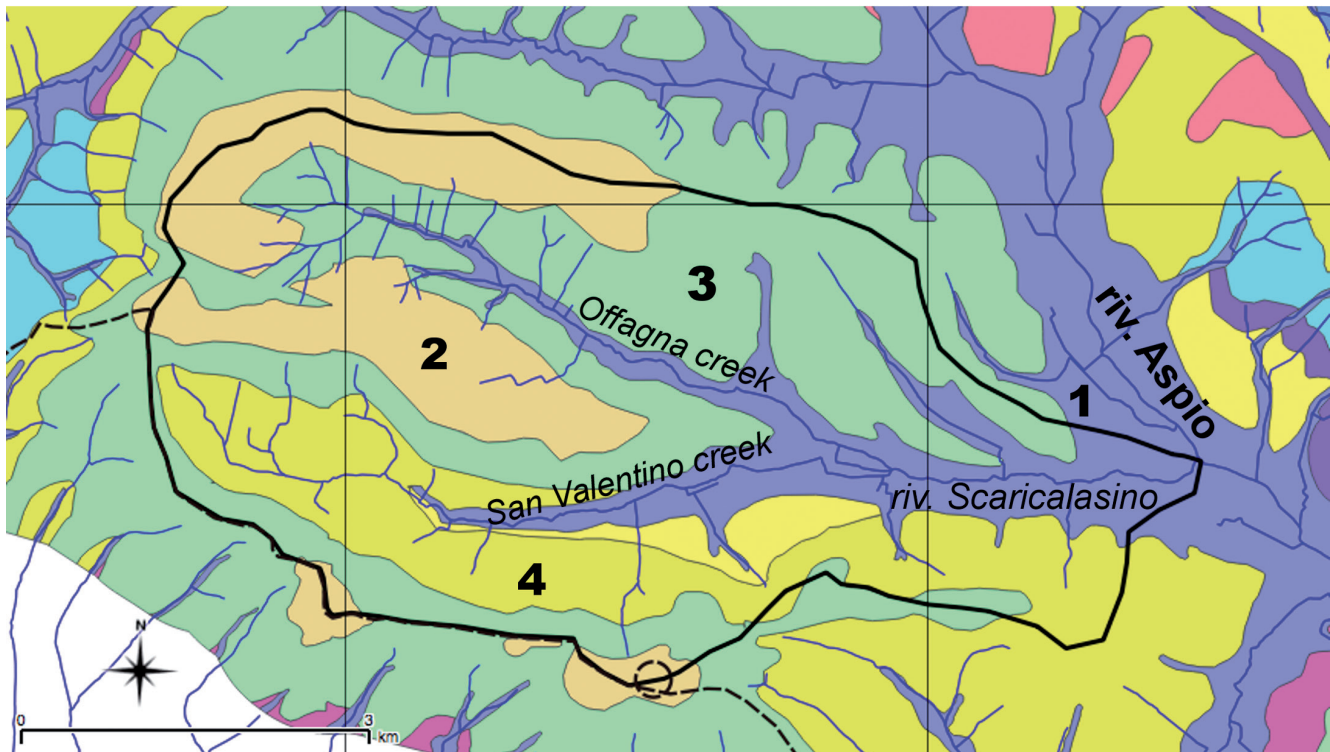 3
riv. Aspio
Offagna creek
2
1
San Valentino creek
riv. Scaricalasino
4
N
0 3
km